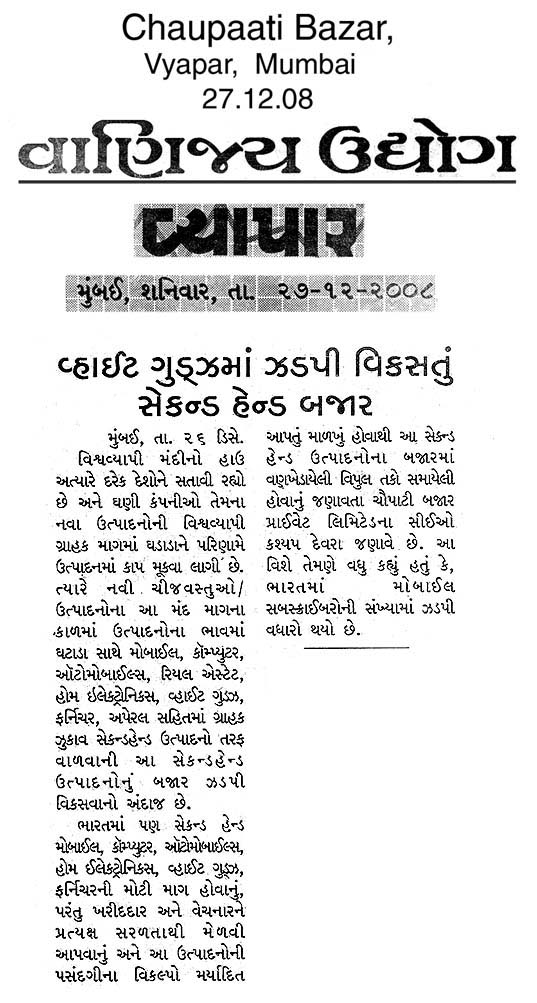 Chaupaati Bazar,
Vyapar, Mumbai
27.12.08
વાણિજ્ય ઉદ્યોગ
વ્યાપાર
મુંબઈ, શનિવાર, તા. ૨૭-૧૨-૨૦૦૮
વ્હાઈટ ગુડ્ઝમાં ઝડપી વિકસતું
સેકન્ડ હેન્ડ બજાર
મુંબઈ, તા. ૨૬ ડિસે.
વિશ્વવ્યાપી મંદીનો હાઉ
અત્યારે દરેક દેશોને સતાવી રહ્યો
છે અને ઘણી કંપનીઓ તેમના
નવા ઉત્પાદનોની વિશ્વવ્યાપી
ગ્રાહક માગમાં ઘડાડાને પરિણામે
ઉત્પાદનમાં કાપ મૂકવા લાગી છે.
ત્યારે નવી ચીજવસ્તુઓ/
ઉત્પાદનોના આ મંદ માગના
કાળમાં ઉત્પાદનોના ભાવમાં
ઘટાડા સાથે મોબાઈલ, કૉમ્પ્યુટર,
ઑટોમોબાઈલ્સ, રિયલ એસ્ટેટ,
હોમ ઇલેક્ટ્રોનિક્સ, વ્હાઈટ ગુડ્ઝ,
ફર્નિચર, અપેરલ સહિતમાં ગ્રાહક
ઝુકાવ સેકન્ડહેન્ડ ઉત્પાદનો તરફ
વાળવાની આ સેકન્ડહેન્ડ
ઉત્પાદનોનું બજાર ઝડપી
વિકસવાનો અંદાજ છે.
ભારતમાં પણ સેકન્ડ હેન્ડ
મોબાઈલ, કૉમ્પ્યુટર, ઑટોમોબાઈલ્સ,
હોમ ઈલેક્ટ્રોનિક્સ, વ્હાઈટ ગુડ્ઝ,
ફર્નિચરની મોટી માગ હોવાનું,
પરંતુ ખરીદદાર અને વેચનારને
પ્રત્યક્ષ સરળતાથી મેળવી
આપવાનું અને આ ઉત્પાદનોની
પસંદગીના વિકલ્પો મર્યાદિત
આપતું માળખું હોવાથી આ સેકન્ડ
હેન્ડ ઉત્પાદનોના બજારમાં
વણખેડાયેલી વિપુલ તકો સમાયેલી
હોવાનું જણાવતા ચૌપાટી બજાર
પ્રાઈવેટ લિમિટેડના સીઈઓ
કશ્યપ દેવરા જણાવે છે. આ
વિશે તેમણે વધુ કહ્યું હતું કે,
ભારતમાં મોબાઈલ
સબસ્ક્રાઈબરોની સંખ્યામાં ઝડપી
વધારો થયો છે.